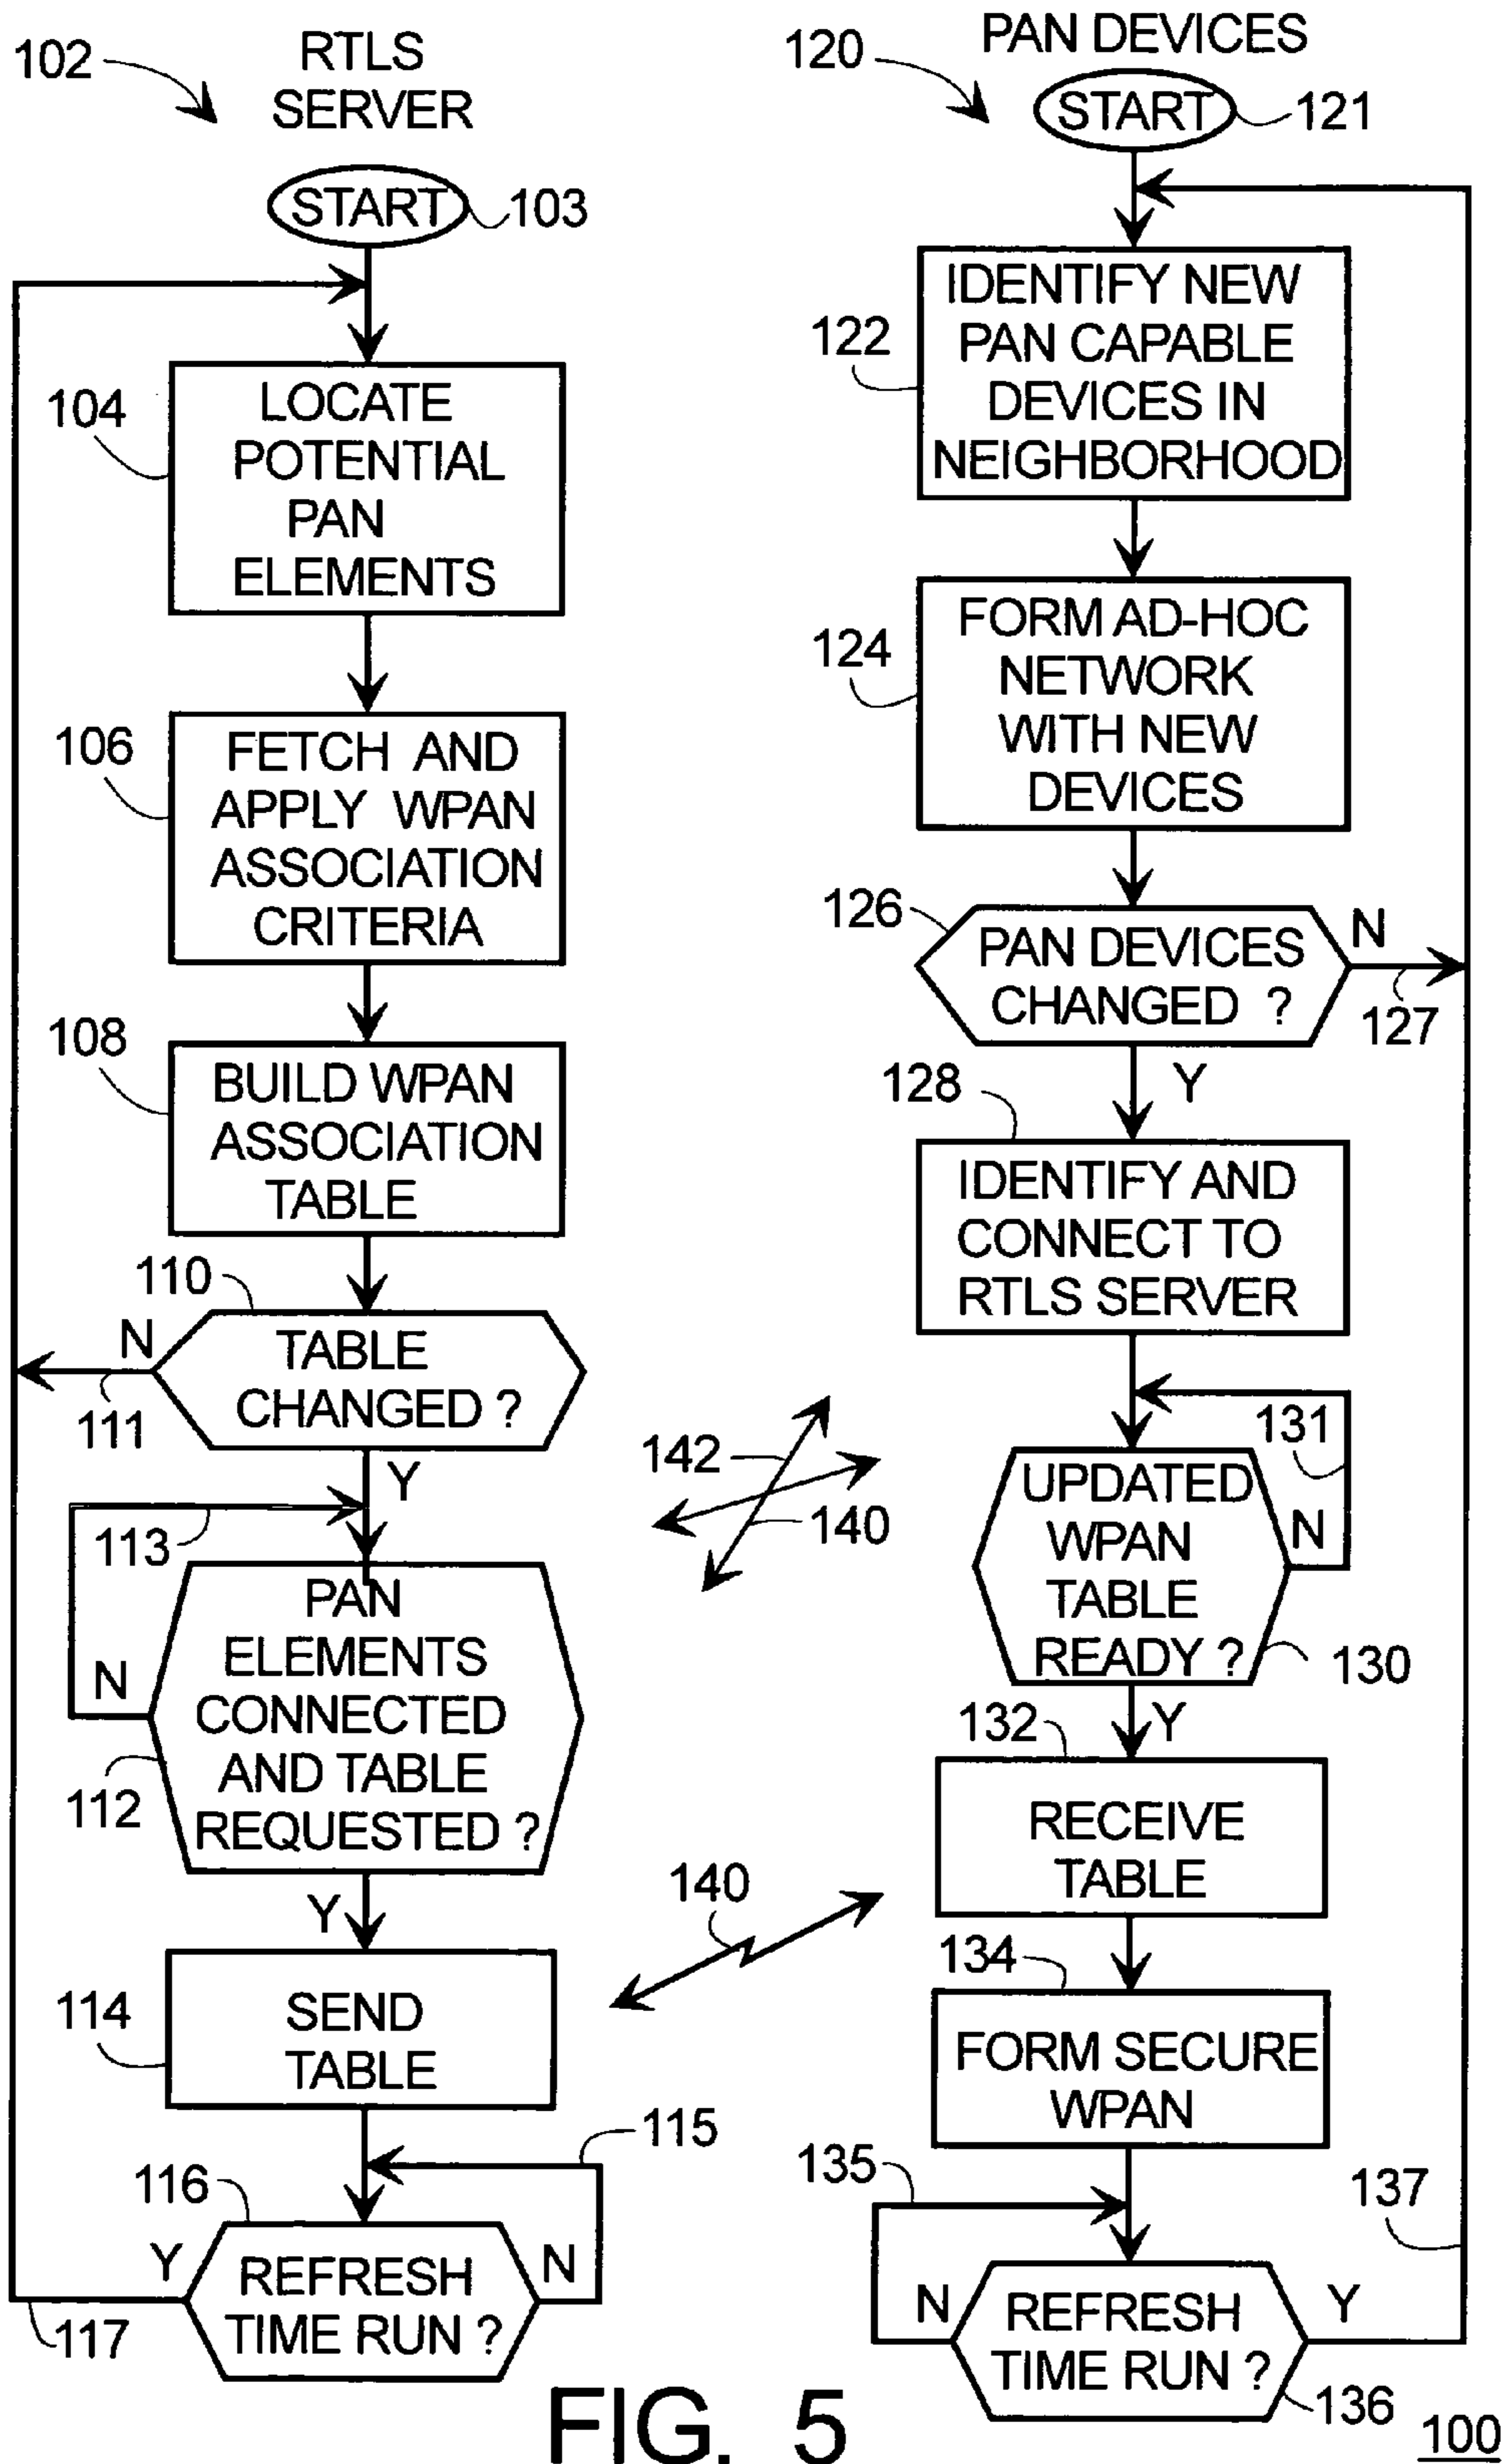 102
RTLS
SERVER
START
103
104
LOCATE
POTENTIAL
PAN
ELEMENTS
106
FETCH AND
APPLY WPAN
ASSOCIATION
CRITERIA
108
BUILD WPAN
ASSOCIATION
TABLE
110
N
TABLE
CHANGED ?
111
Y
113
N
PAN
ELEMENTS
CONNECTED
AND TABLE
REQUESTED ?
112
Y
114
SEND
TABLE
115
116
Y
REFRESH
TIME RUN ?
N
117
142
140
140
120
PAN DEVICES
START
121
122
IDENTIFY NEW
PAN CAPABLE
DEVICES IN
NEIGHBORHOOD
124
FORM AD-HOC
NETWORK
WITH NEW
DEVICES
126
PAN DEVICES
CHANGED ?
N
127
Y
128
IDENTIFY AND
CONNECT TO
RTLS SERVER
131
UPDATED
WPAN
TABLE
READY ?
N
130
Y
132
RECEIVE
TABLE
134
FORM SECURE
WPAN
135
137
N
REFRESH
TIME RUN ?
Y
136
FIG. 5
100